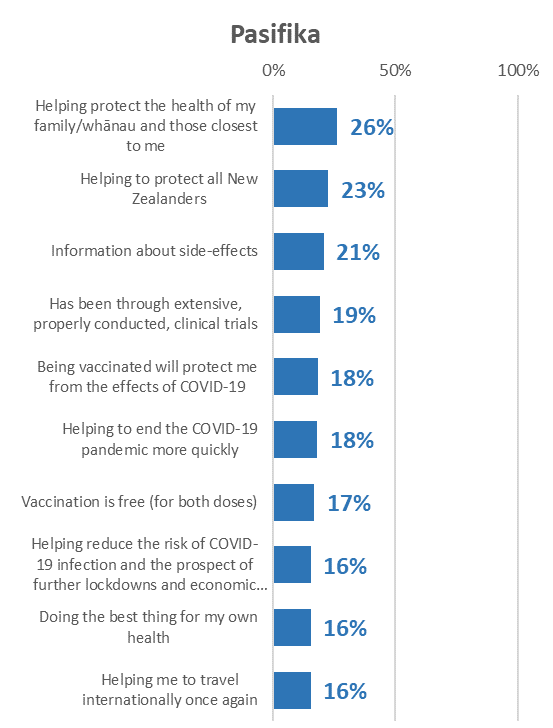 Pasifika
0% 50% 100%
Helping protect the health of my
family/whānau and those closest
to me
26%
Helping to protect all New
Zealanders
23%
Information about side-effects
21%
Has been through extensive,
properly conducted, clinical trials
19%
Being vaccinated will protect me
from the effects of COVID-19
18%
Helping to end the COVID-19
pandemic more quickly
18%
Vaccination is free (for both doses)
17%
Helping reduce the risk of COVID-
19 infection and the prospect of
further lockdowns and economic...
16%
Doing the best thing for my own
health
16%
Helping me to travel
internationally once again
16%